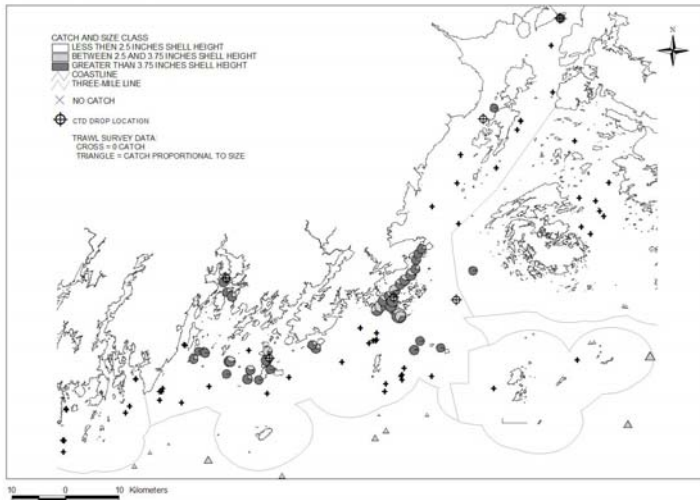 N
CATCH AND SIZE CLASS
LESS THEN 2.5 INCHES SHELL HEIGHT
BETWEEN 2.5 AND 3.75 INCHES SHELL HEIGHT
GREATER THAN 3.75 INCHES SHELL HEIGHT
COASTLINE
THREE-MILE LINE
NO CATCH
CTD DROP LOCATION
TRAWL SURVEY DATA:
CROSS = 0 CATCH
TRIANGLE = CATCH PROPORTIONAL TO SIZE
10 0 10 Kilometers